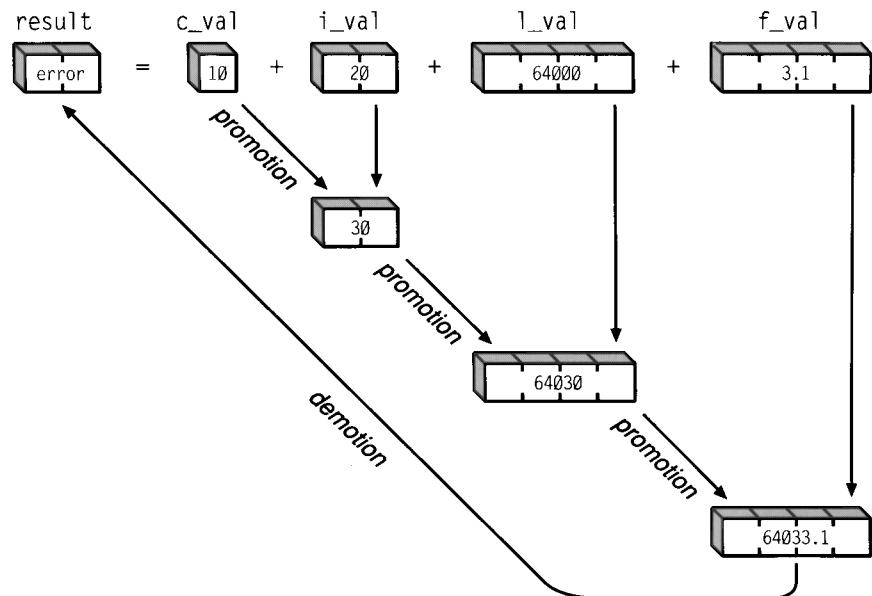 result c_val i_val l_val f_val
error = 10 + 20 + 64000 + 3.1
promotion
30
promotion
64030
demotion
promotion
64033.1